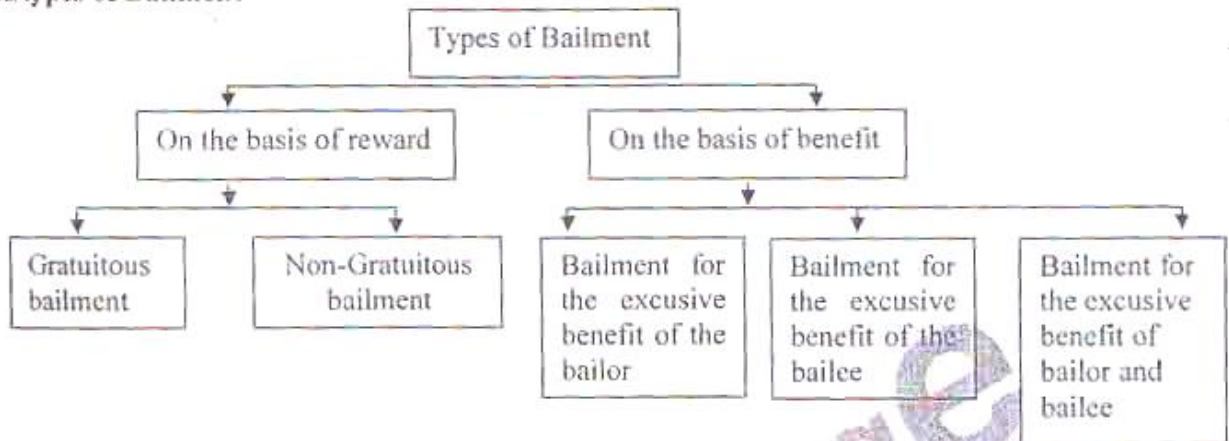 Types of Bailment
On the basis of reward
On the basis of benefit
Gratuitous
bailment
Non-Gratuitous
bailment
Bailment for
the excusive
benefit of the
bailor
Bailment for
the excusive
benefit of the
bailee
Bailment for
the excusive
benefit of
bailor and
bailee